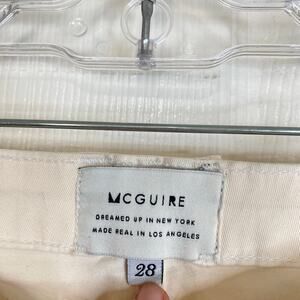 MCGUIRE
DREAMED UP IN NEW YORK
MADE REAL IN LOS ANGELES
28